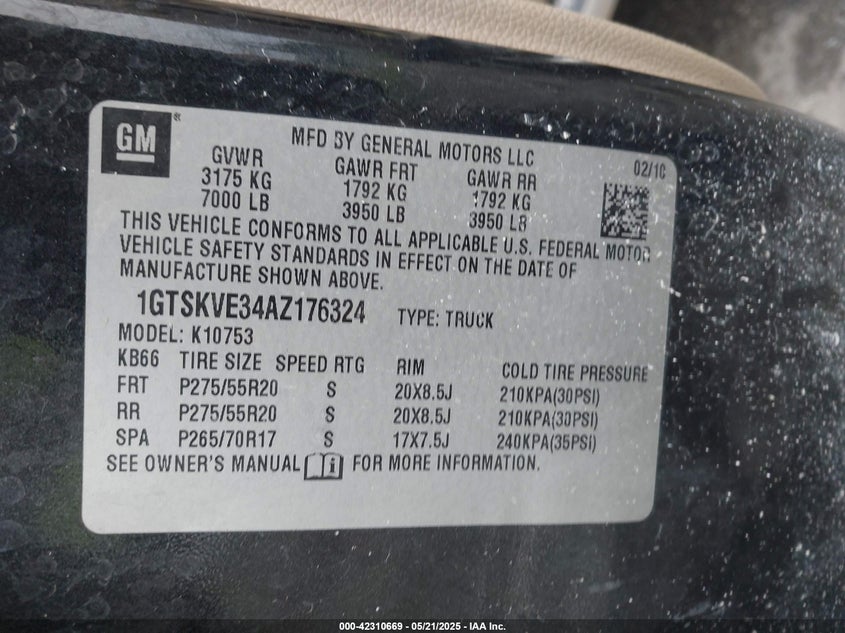 GM
MFD BY GENERAL MOTORS LLC
02/10
GVWR GAWR FRT GAWR RR
3175 KG 1792 KG 1792 KG
7000 LB 3950 LB 3950 LB
THIS VEHICLE CONFORMS TO ALL APPLICABLE U.S. FEDERAL MOTOR
VEHICLE SAFETY STANDARDS IN EFFECT ON THE DATE OF
MANUFACTURE SHOWN ABOVE.
1GTSKVE34AZ176324 TYPE: TRUCK
MODEL: K10753
KB66 TIRE SIZE SPEED RTG RIM COLD TIRE PRESSURE
FRT P275/55R20 S 20X8.5J 210KPA(30PSI)
RR P275/55R20 S 20X8.5J 210KPA(30PSI)
SPA P265/70R17 S 17X7.5J 240KPA(35PSI)
SEE OWNER'S MANUAL FOR MORE INFORMATION.
000-42310669 - 05/21/2025 - IAA Inc.